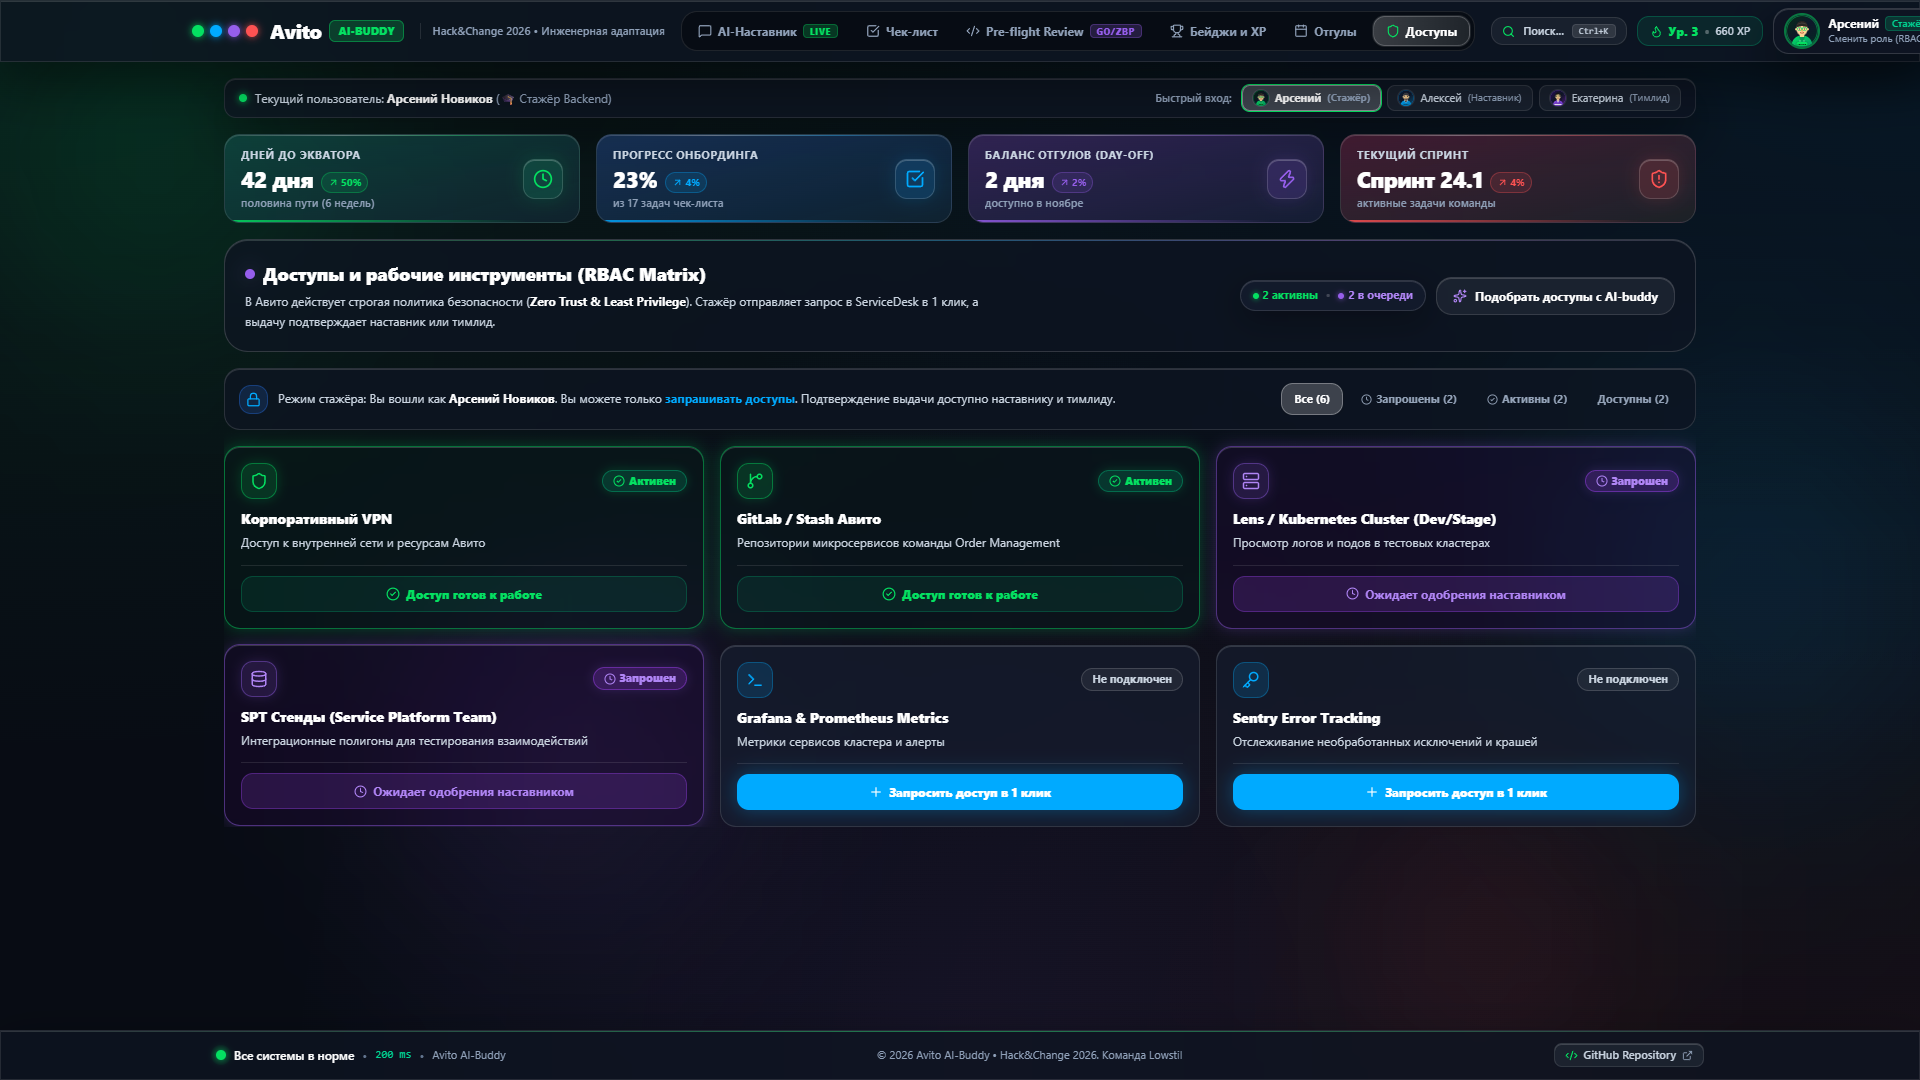 Avito AI-BUDDY
Hack&Change 2026 • Инженерная адаптация
AI-Наставник LIVE
Чек-лист
Pre-flight Review GO/ZBP
Бейджи и XP
Отгулы
Доступы
Поиск... Ctrl+K
Ур. 3 • 660 XP
Арсений
Сменить роль
Текущий пользователь: Арсений Новиков ( Стажёр Backend)
Быстрый вход:
Арсений (Стажёр)
Алексей (Наставник)
Екатерина (Тимлид)
ДНЕЙ ДО ЭКВАТОРА
42 дня ↗ 50%
половина пути (6 недель)
ПРОГРЕСС ОНБОРДИНГА
23% ↗ 4%
из 17 задач чек-листа
БАЛАНС ОТГУЛОВ (DAY-OFF)
2 дня ↗ 2%
доступно в ноябре
ТЕКУЩИЙ СПРИНТ
Спринт 24.1 ↗ 4%
активные задачи команды
Доступы и рабочие инструменты (RBAC Matrix)
В Авито действует строгая политика безопасности (Zero Trust & Least Privilege). Стажёр отправляет запрос в ServiceDesk в 1 клик, а
выдачу подтверждает наставник или тимлид.
2 активны • 2 в очереди
Подобрать доступы с AI-buddy
Режим стажёра: Вы вошли как Арсений Новиков. Вы можете только запрашивать доступы. Подтверждение выдачи доступно наставнику и тимлиду.
Все (6)
Запрошены (2)
Активны (2)
Доступны (2)
Активен
Корпоративный VPN
Доступ к внутренней сети и ресурсам Авито
Доступ готов к работе
Активен
GitLab / Stash Авито
Репозитории микросервисов команды Order Management
Доступ готов к работе
Запрошен
Lens / Kubernetes Cluster (Dev/Stage)
Просмотр логов и подов в тестовых кластерах
Ожидает одобрения наставником
Запрошен
SPT Стенды (Service Platform Team)
Интеграционные полигоны для тестирования взаимодействий
Ожидает одобрения наставником
Не подключен
Grafana & Prometheus Metrics
Метрики сервисов кластера и алерты
+ Запросить доступ в 1 клик
Не подключен
Sentry Error Tracking
Отслеживание необработанных исключений и крашей
+ Запросить доступ в 1 клик
Все системы в норме • 200 ms • Avito AI-Buddy
© 2026 Avito AI-Buddy • Hack&Change 2026. Команда Lowstil
GitHub Repository